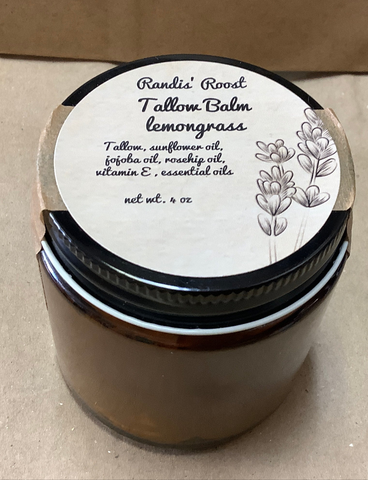 Randis' Roost
Tallow Balm
lemongrass
Tallow, sunflower oil,
jojoba oil, rosehip oil,
vitamin E, essential oils
net wt. 4 oz